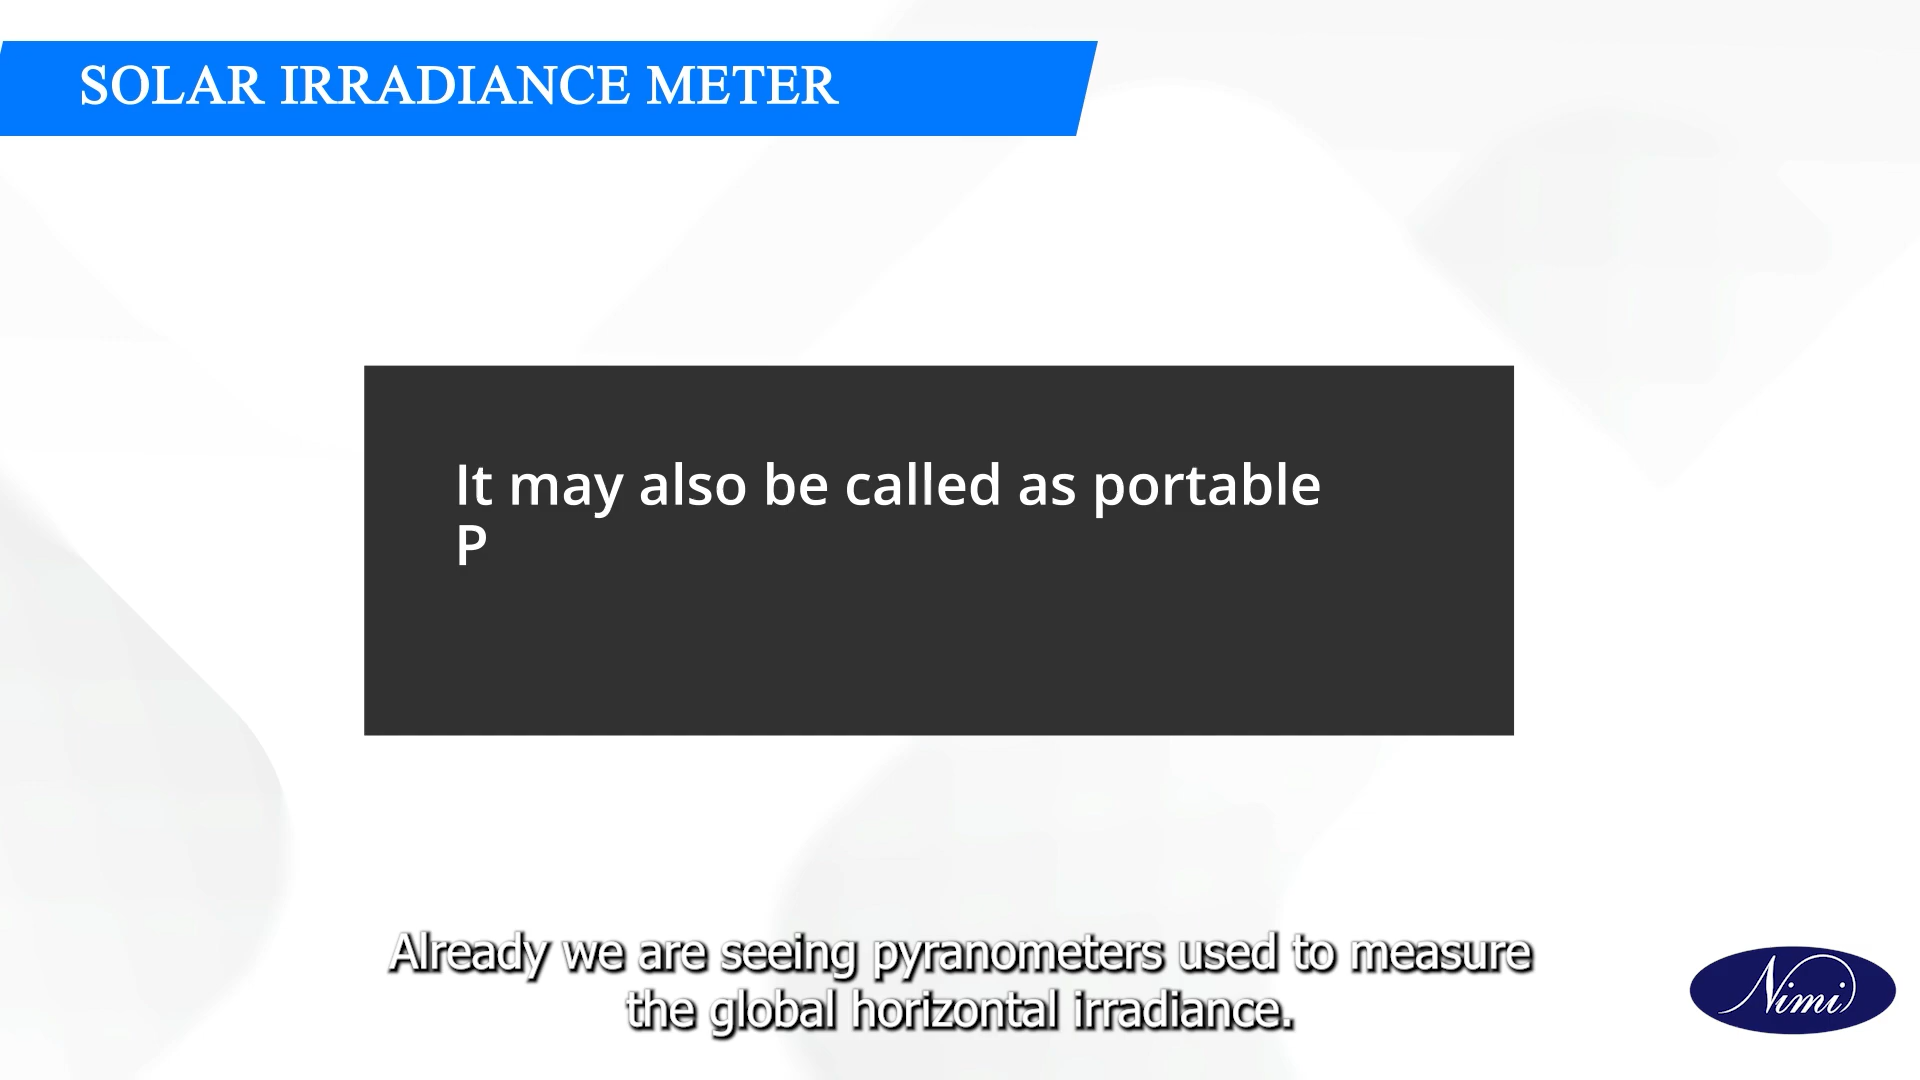 SOLAR IRRADIANCE METER
It may also be called as portable
P
Already we are seeing pyranometers used to measure
the global horizontal irradiance.
Nimi